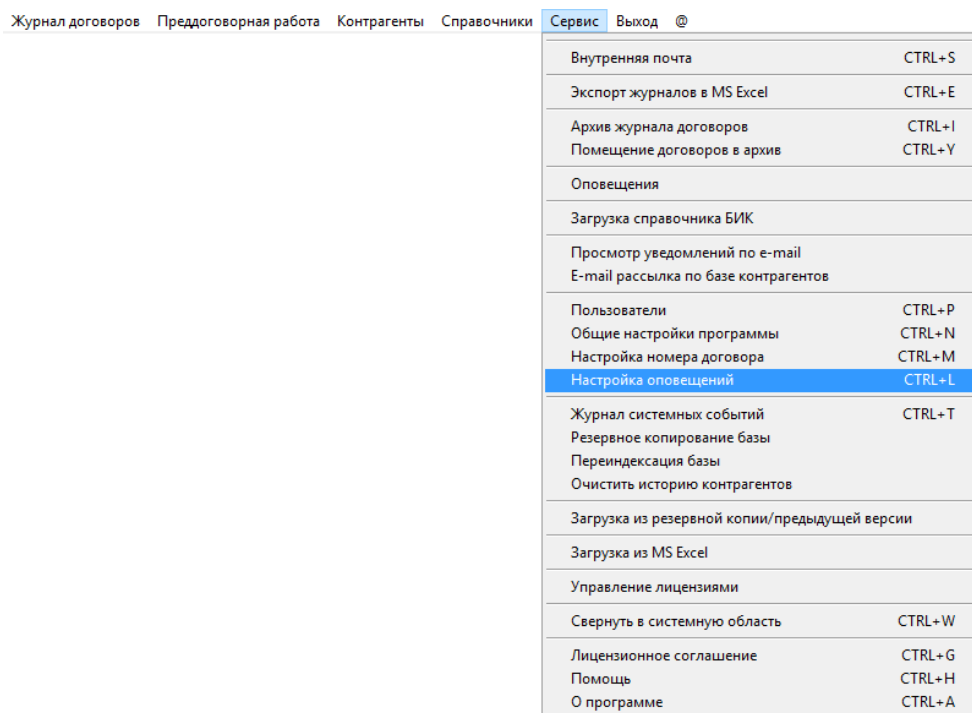 Журнал договоров Преддоговорная работа Контрагенты Справочники Сервис Выход @
Внутренняя почта CTRL+S
Экспорт журналов в MS Excel CTRL+E
Архив журнала договоров CTRL+I
Помещение договоров в архив CTRL+Y
Оповещения
Загрузка справочника БИК
Просмотр уведомлений по e-mail
E-mail рассылка по базе контрагентов
Пользователи CTRL+P
Общие настройки программы CTRL+N
Настройка номера договора CTRL+M
Настройка оповещений CTRL+L
Журнал системных событий CTRL+T
Резервное копирование базы
Переиндексация базы
Очистить историю контрагентов
Загрузка из резервной копии/предыдущей версии
Загрузка из MS Excel
Управление лицензиями
Свернуть в системную область CTRL+W
Лицензионное соглашение CTRL+G
Помощь CTRL+H
О программе CTRL+A